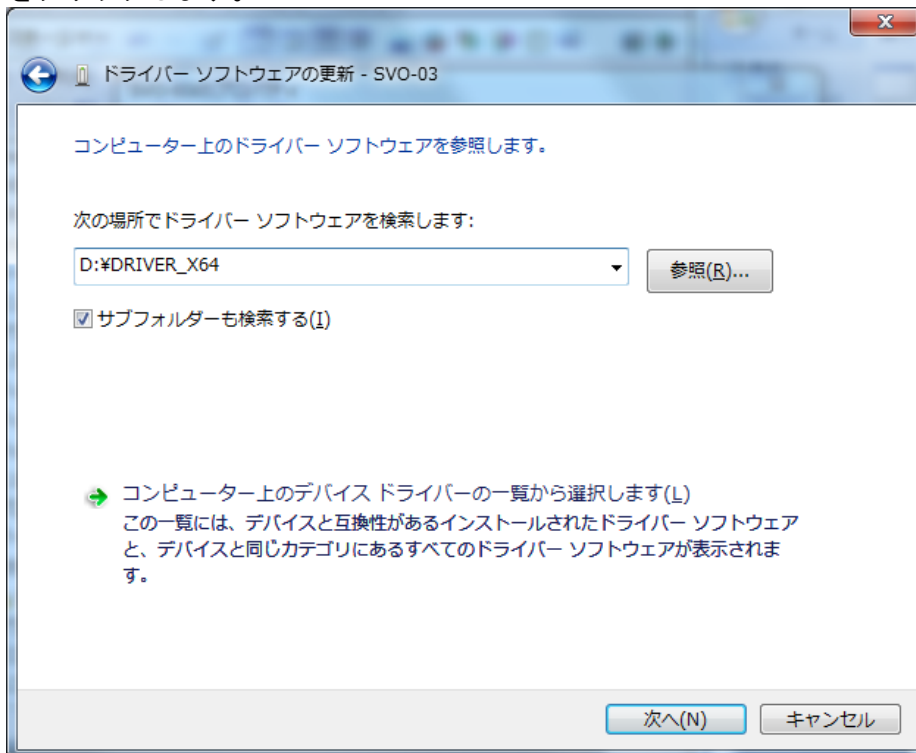 ドライバー ソフトウェアの更新 - SVO-03
コンピューター上のドライバー ソフトウェアを参照します。
次の場所でドライバー ソフトウェアを検索します:
D:¥DRIVER_X64
参照(R)...
サブフォルダーも検索する(I)
コンピューター上のデバイス ドライバーの一覧から選択します(L)
この一覧には、デバイスと互換性があるインストールされたドライバー ソフトウェア
と、デバイスと同じカテゴリにあるすべてのドライバー ソフトウェアが表示されま
す。
次へ(N)
キャンセル